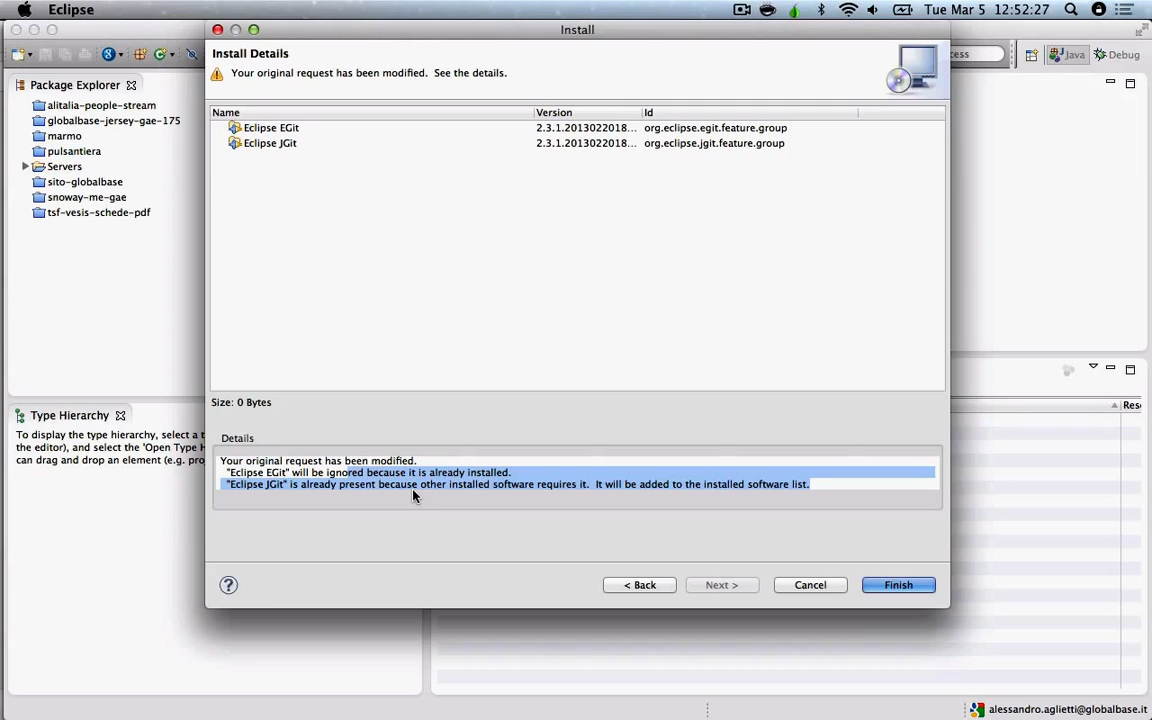 Eclipse
Tue Mar 5 12:52:27
Install
Install Details
Your original request has been modified. See the details.
cess
Java
Debug
Package Explorer
alitalia-people-stream
globalbase-jersey-gae-175
marmo
pulsantiera
Servers
sito-globalbase
snoway-me-gae
tsf-vesis-schede-pdf
Name Version Id
Eclipse EGit 2.3.1.2013022018... org.eclipse.egit.feature.group
Eclipse JGit 2.3.1.2013022018... org.eclipse.jgit.feature.group
Size: 0 Bytes
Type Hierarchy
To display the type hierarchy, select a t
the editor), and select the 'Open Type H
can drag and drop an element (e.g. proj
Reso
Details
Your original request has been modified.
"Eclipse EGit" will be ignored because it is already installed.
"Eclipse JGit" is already present because other installed software requires it. It will be added to the installed software list.
?
< Back
Next >
Cancel
Finish
alessandro.aglietti@globalbase.it